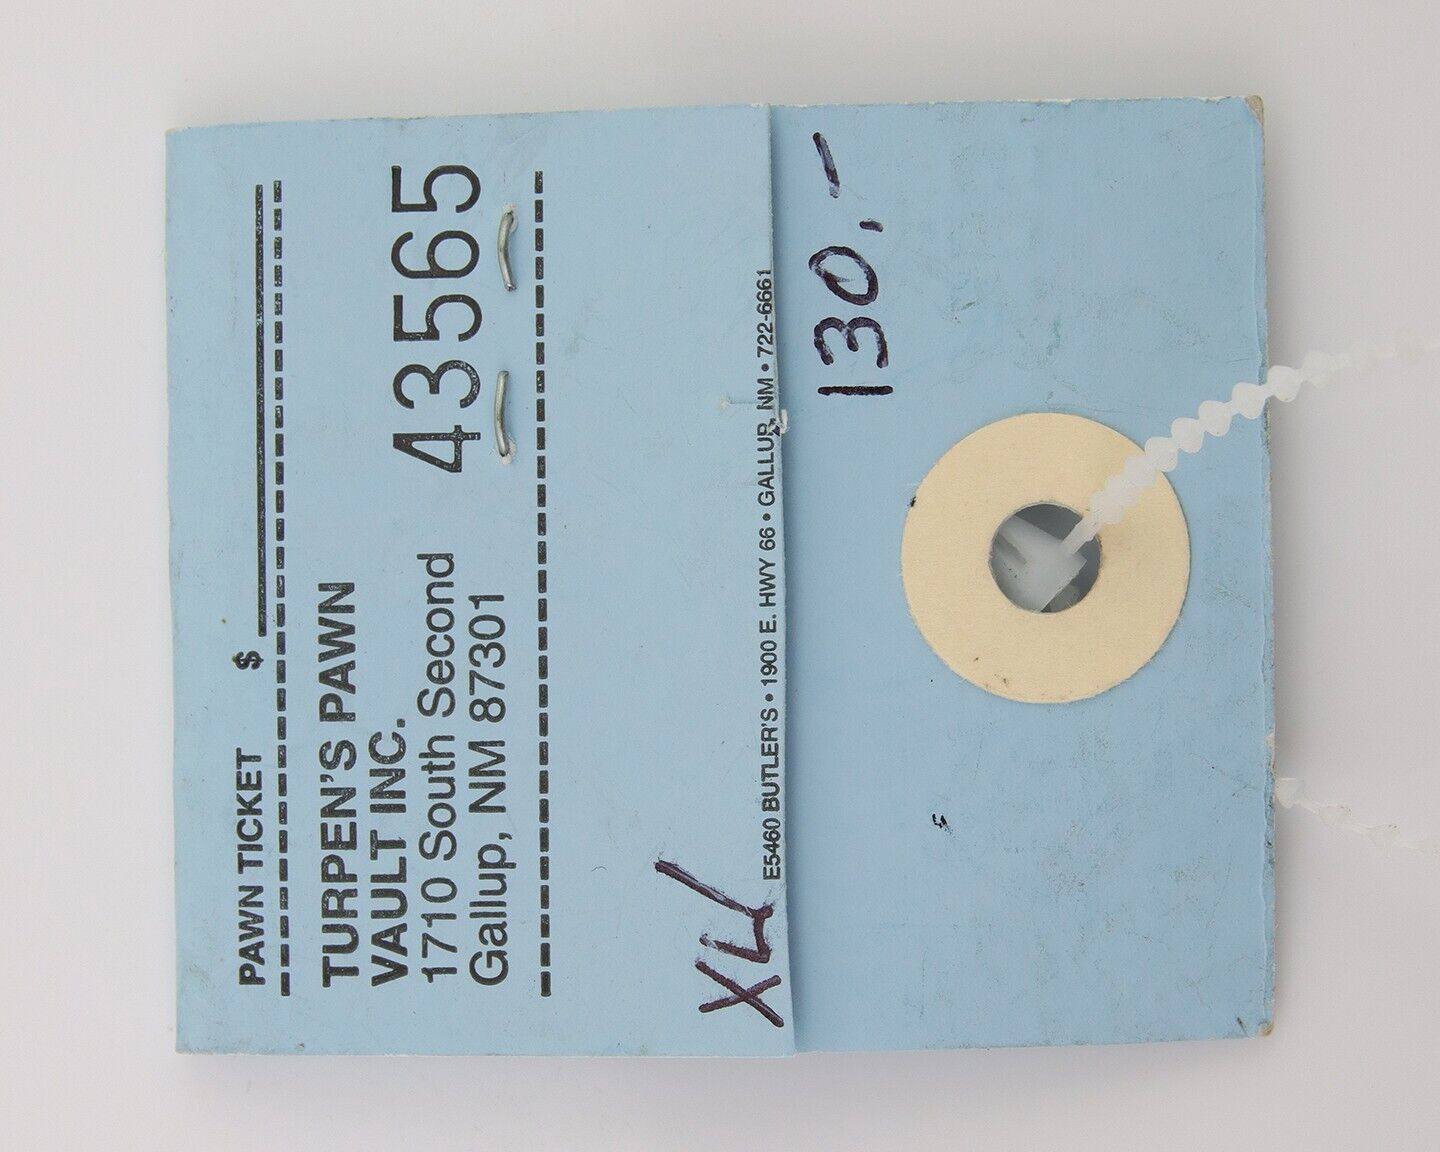 PAWN TICKET $
TURPEN'S PAWN
VAULT INC.
1710 South Second
Gallup, NM 87301
43565
E5460 BUTLER'S • 1900 E. HWY 66 • GALLUP, NM • 722-6661
130,-